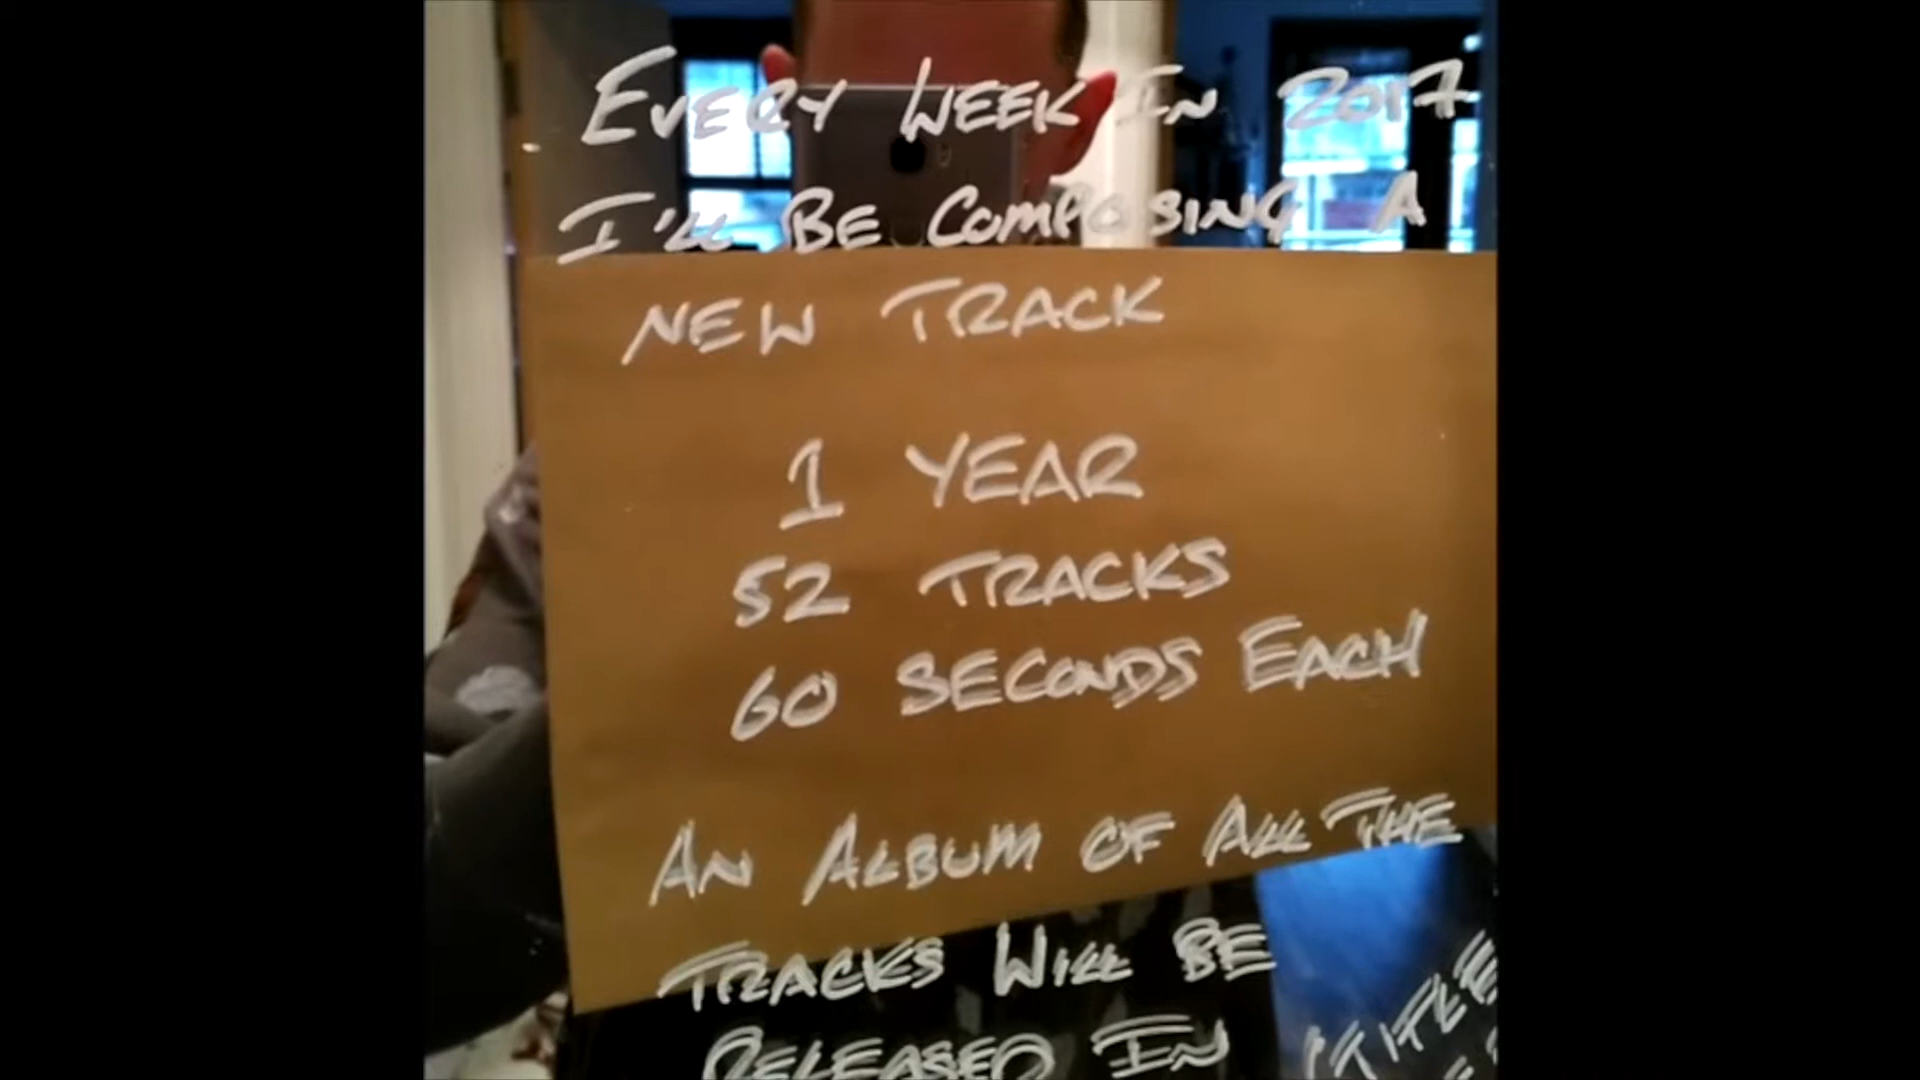 EVERY WEEK IN 2017
I'LL BE COMPOSING A
NEW TRACK
1 YEAR
52 TRACKS
60 SECONDS EACH
AN ALBUM OF ALL THE
TRACKS WILL BE
RELEASED IN